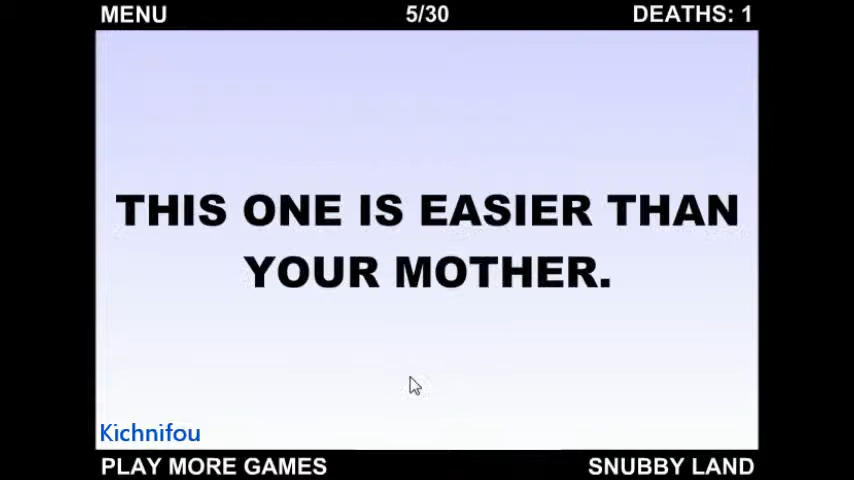 MENU 5/30 DEATHS: 1
THIS ONE IS EASIER THAN
YOUR MOTHER.
Kichnifou
PLAY MORE GAMES SNUBBY LAND